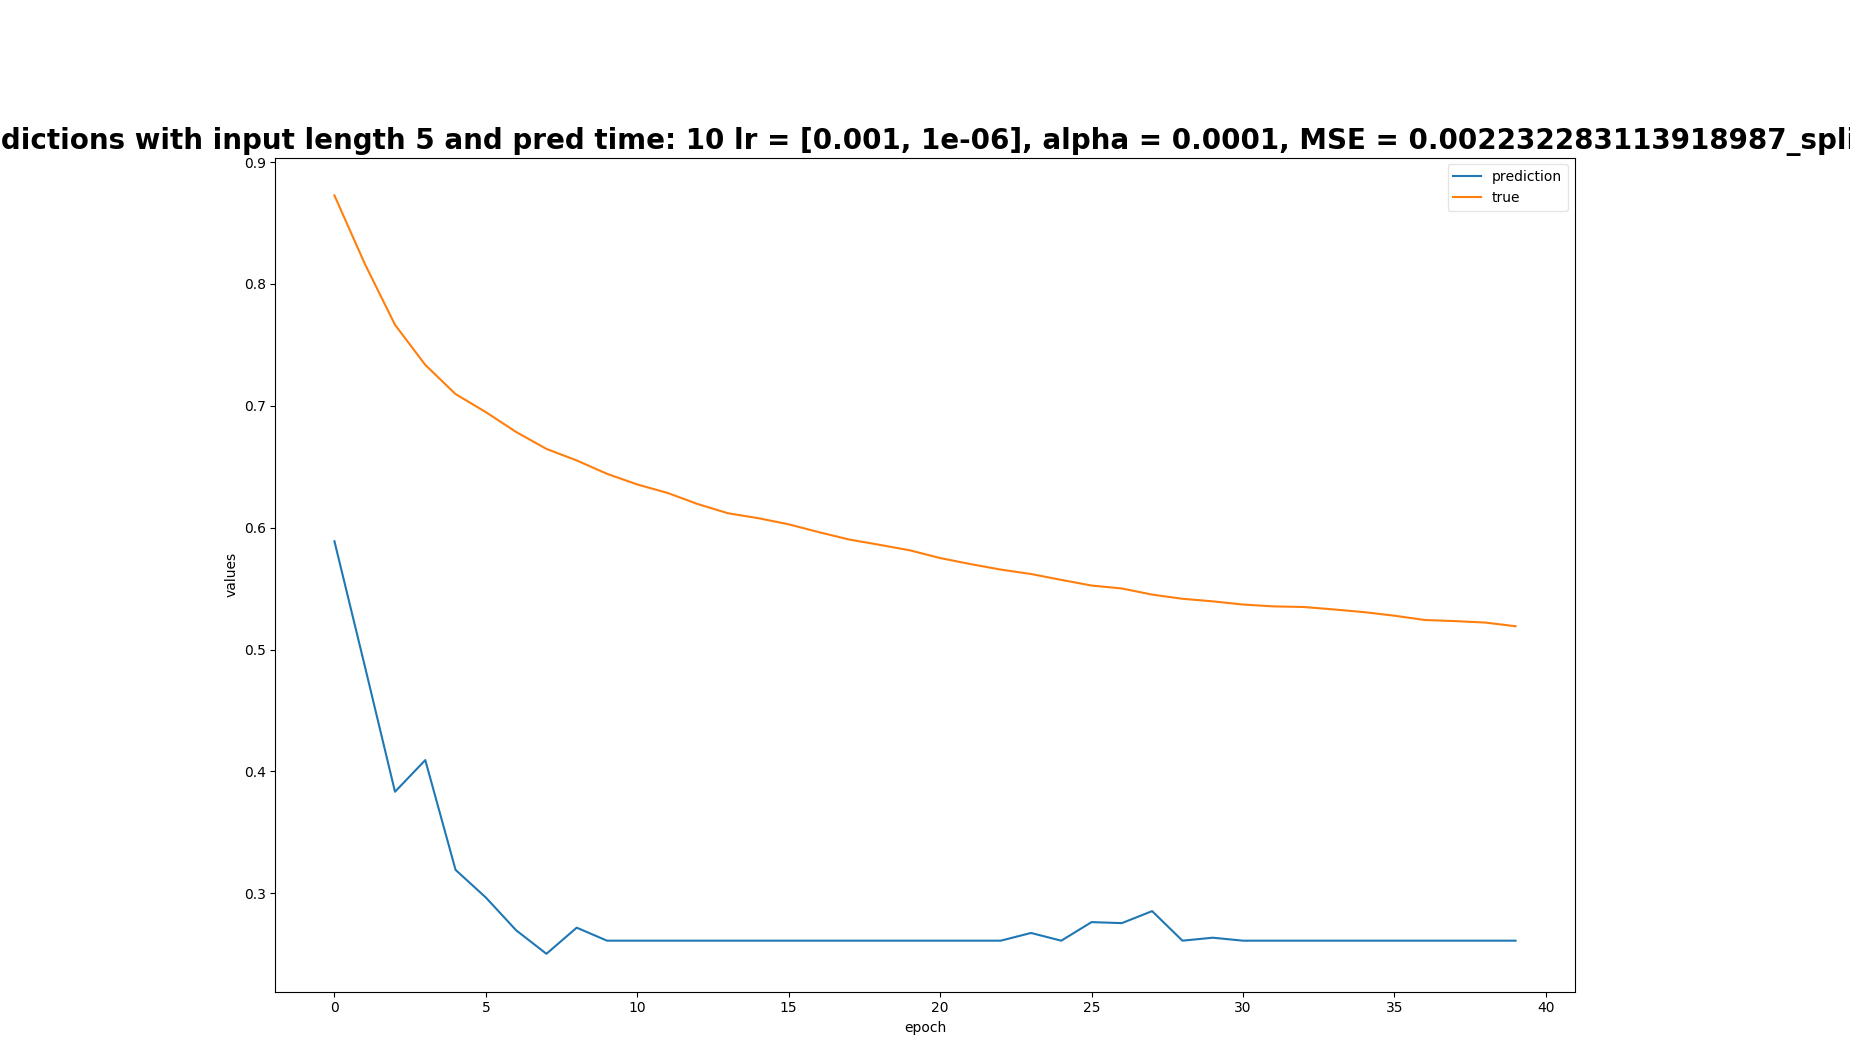 dictions with input length 5 and pred time: 10 lr = [0.001, 1e-06], alpha = 0.0001, MSE = 0.002232283113918987_spli
prediction
true
0.9
0.8
0.7
0.6
0.5
0.4
0.3
values
0 5 10 15 20 25 30 35 40
epoch